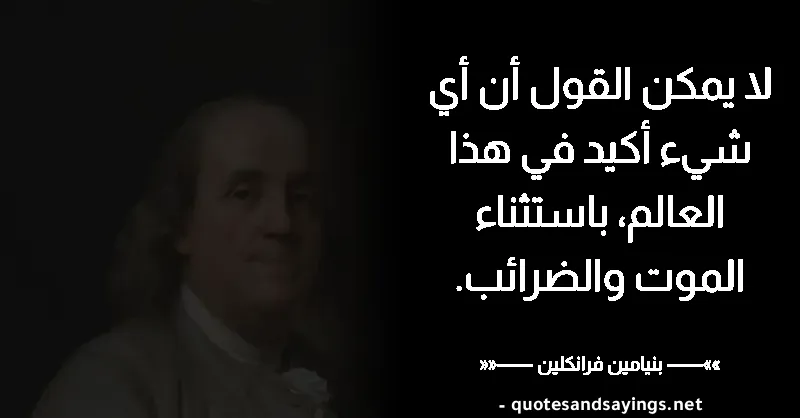 لا يمكن القول أن أي
شيء أكيد في هذا
العالم، باستثناء
الموت والضرائب.
»»—— بنيامين فرانكلين ——««
- quotesandsayings.net